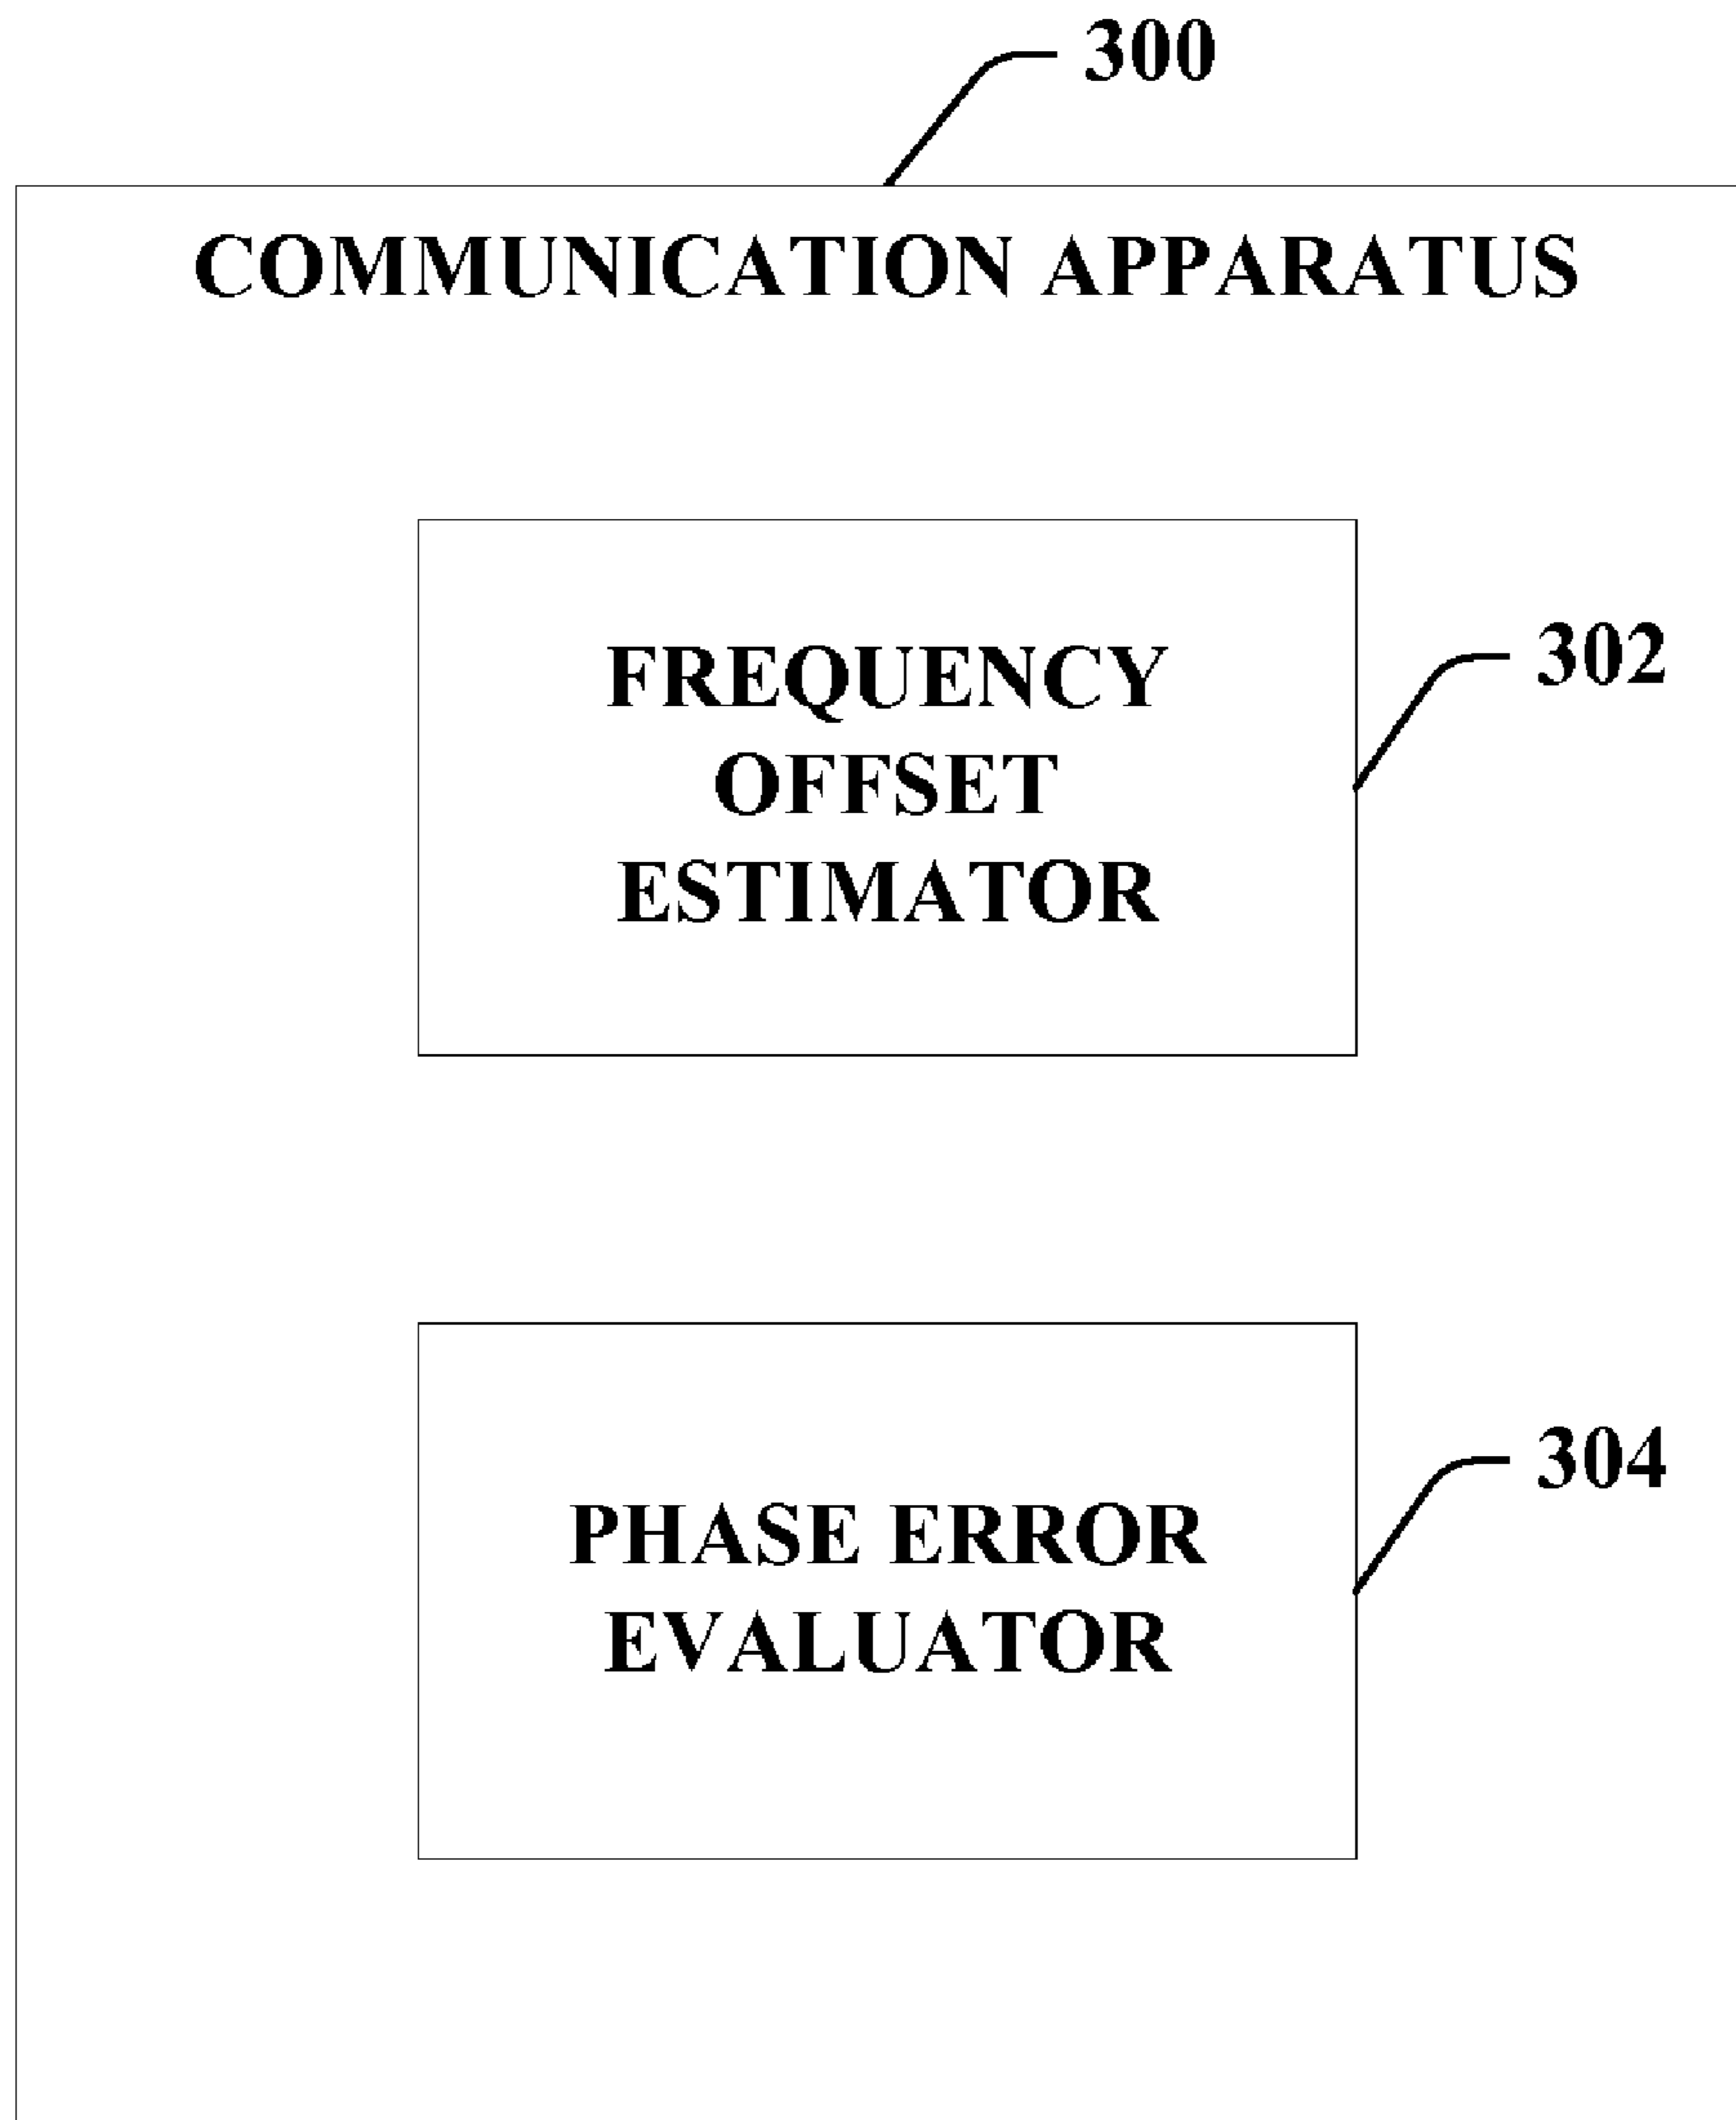 300
COMMUNICATION APPARATUS
FREQUENCY
OFFSET
ESTIMATOR
302
PHASE ERROR
EVALUATOR
304